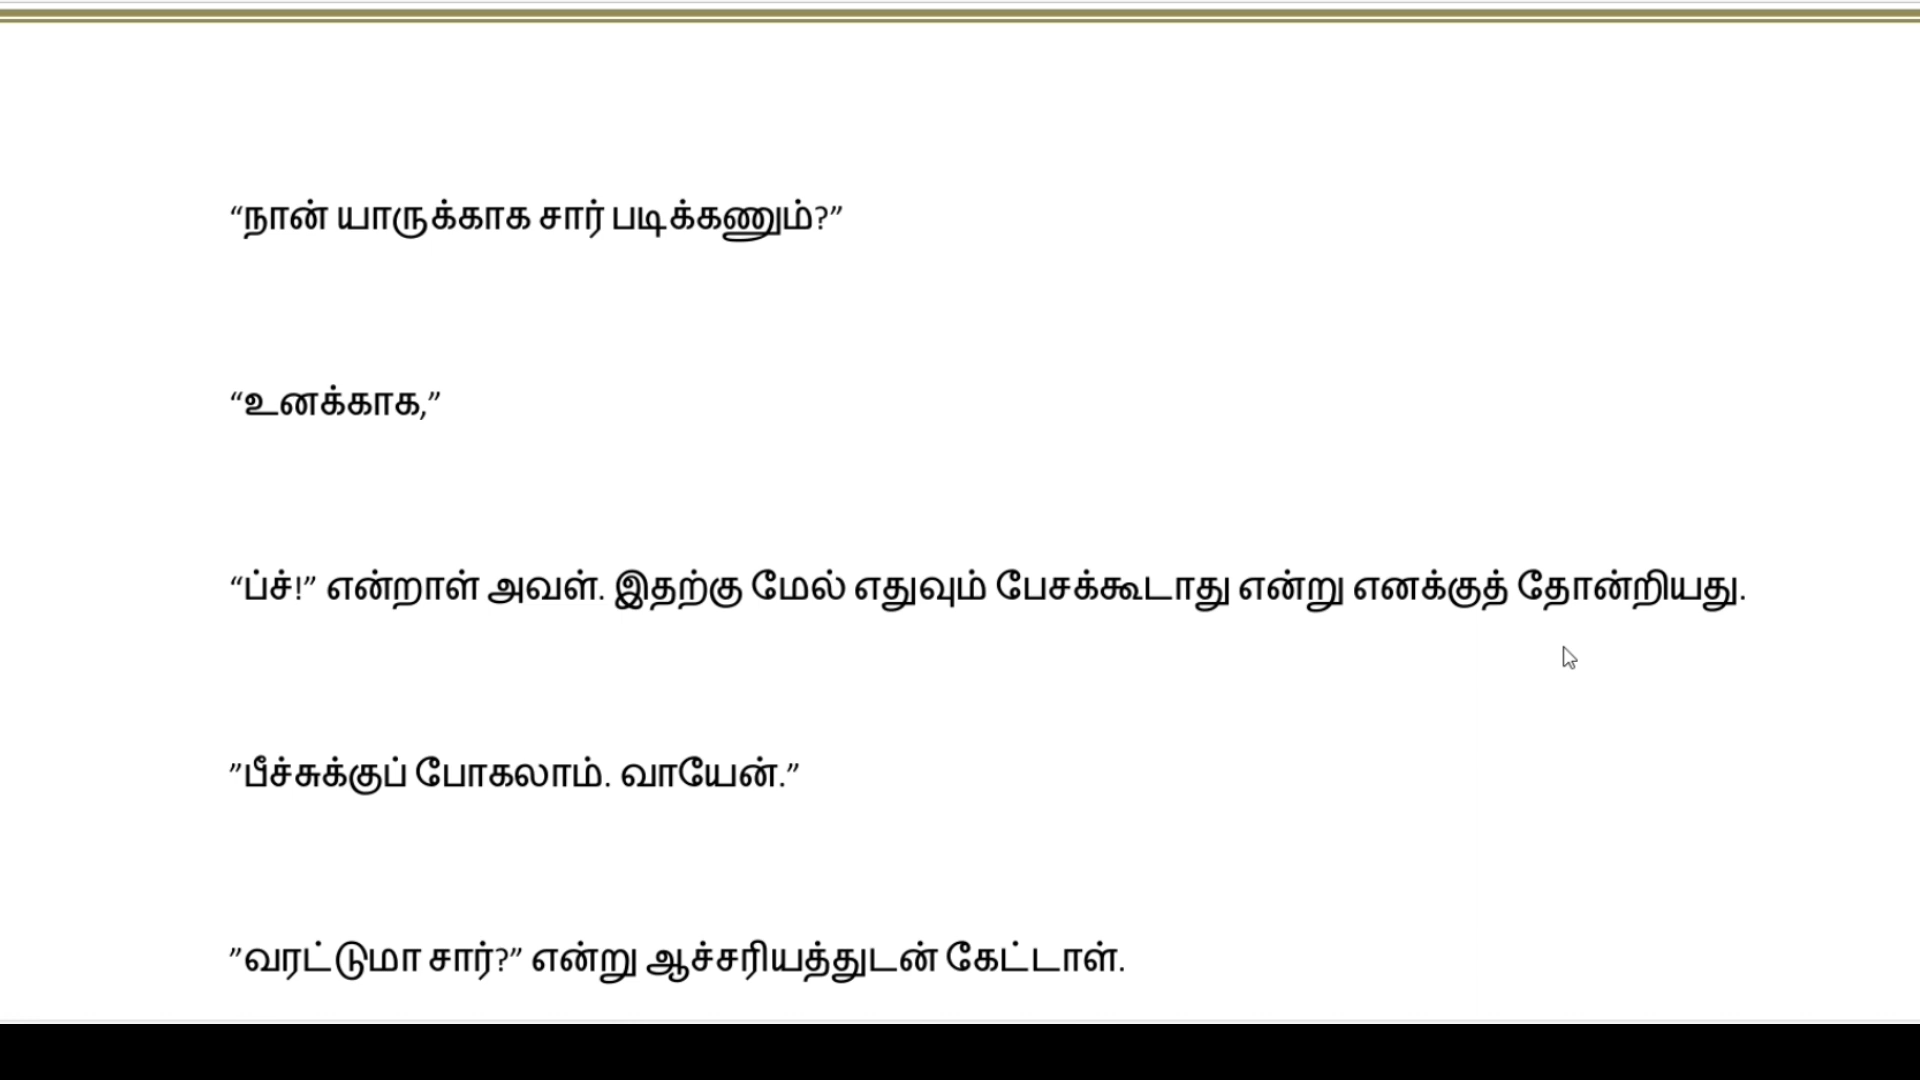 “நான் யாருக்காக சார் படிக்கணும்?”
“உனக்காக,”
“ப்ச்!” என்றாள் அவள். இதற்கு மேல் எதுவும் பேசக்கூடாது என்று எனக்குத் தோன்றியது.
”பீச்சுக்குப் போகலாம். வாயேன்.”
”வரட்டுமா சார்?” என்று ஆச்சரியத்துடன் கேட்டாள்.